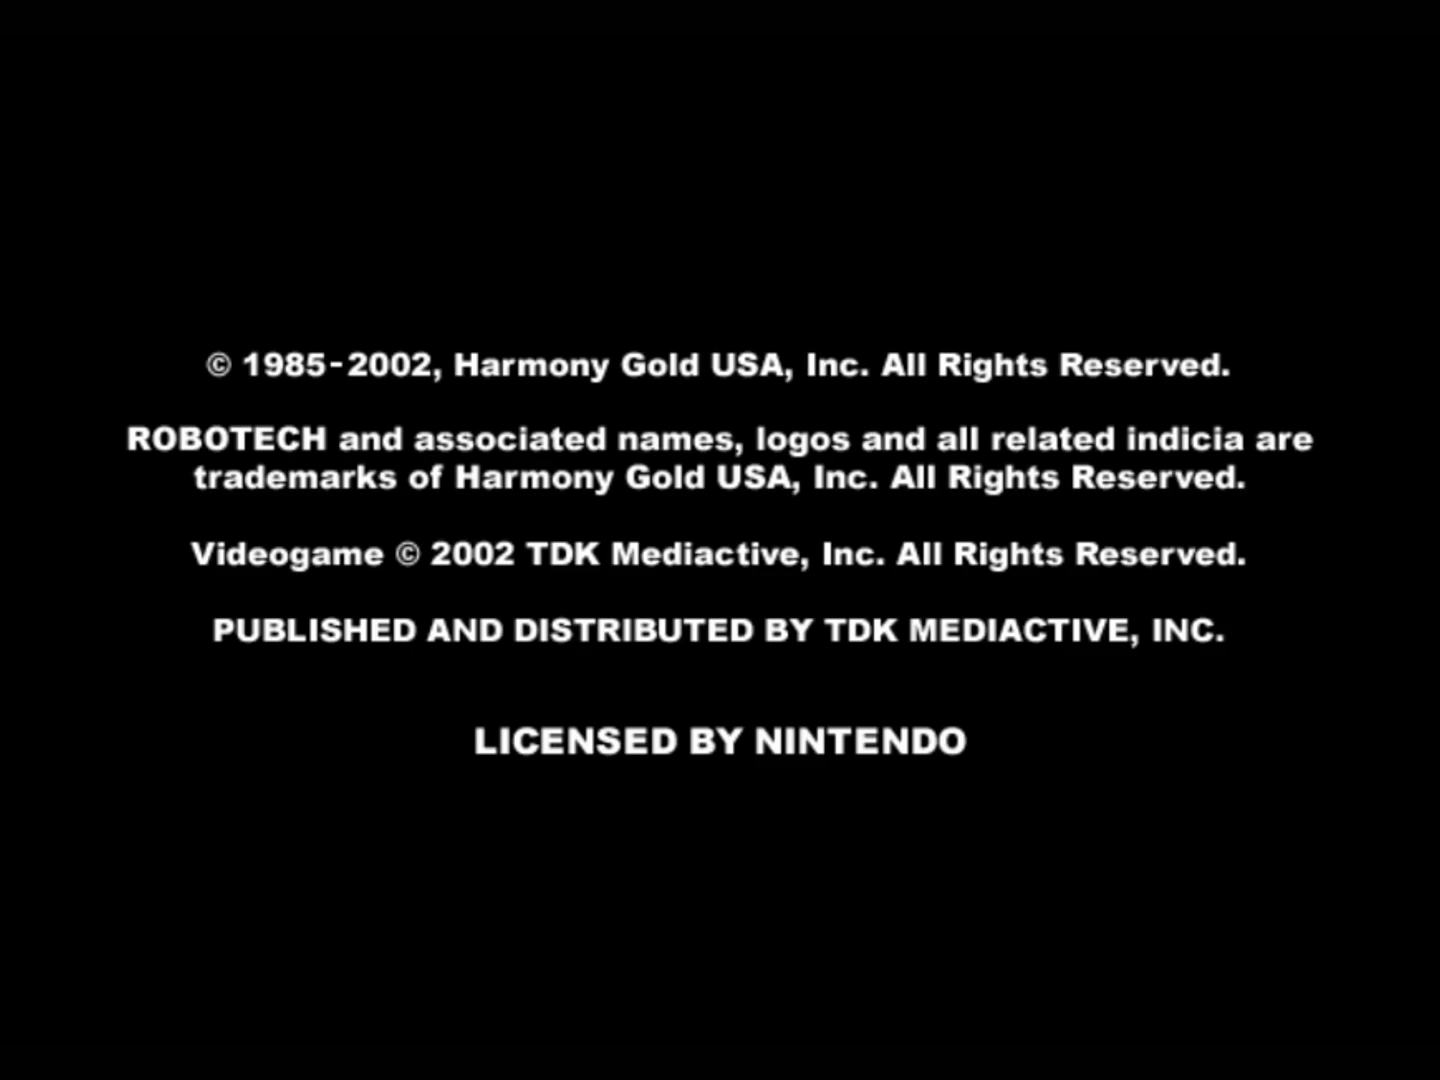 © 1985-2002, Harmony Gold USA, Inc. All Rights Reserved.
ROBOTECH and associated names, logos and all related indicia are
trademarks of Harmony Gold USA, Inc. All Rights Reserved.
Videogame © 2002 TDK Mediactive, Inc. All Rights Reserved.
PUBLISHED AND DISTRIBUTED BY TDK MEDIACTIVE, INC.
LICENSED BY NINTENDO